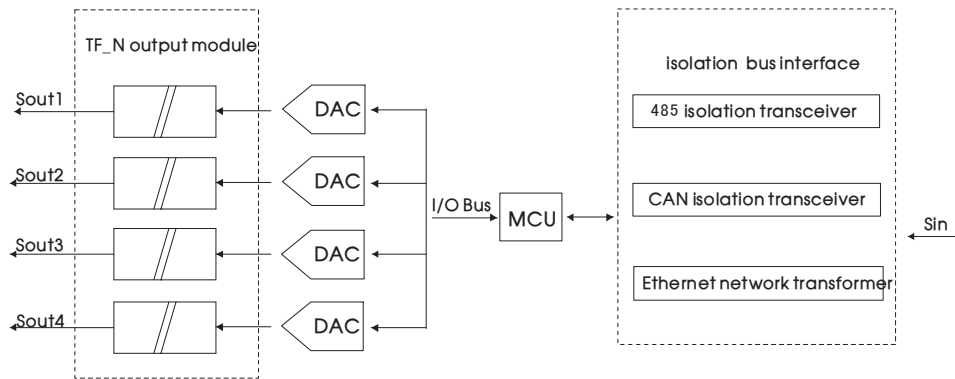 TF_N output module
isolation bus interface
Sout1
DAC
485 isolation transceiver
Sout2
DAC
CAN isolation transceiver
I/O Bus
MCU
Sin
Sout3
DAC
Ethernet network transformer
Sout4
DAC